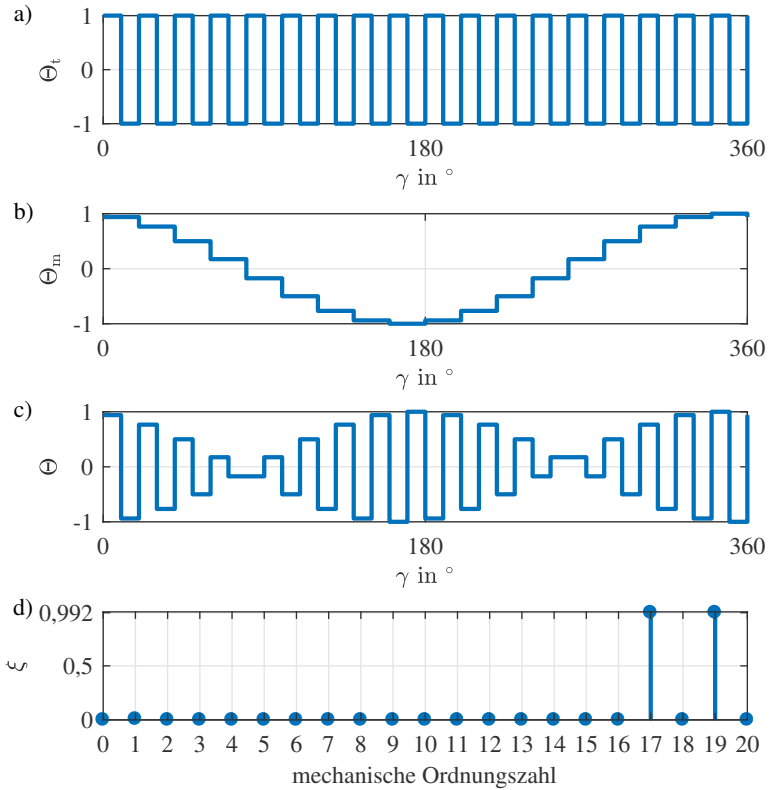 a)
1
0
-1
Θt
0 180 360
γ in °
b)
1
0
-1
Θm
0 180 360
γ in °
c)
1
0
-1
Θ
0 180 360
γ in °
d)
0,992
0,5
0
ξ
0 1 2 3 4 5 6 7 8 9 10 11 12 13 14 15 16 17 18 19 20
mechanische Ordnungszahl